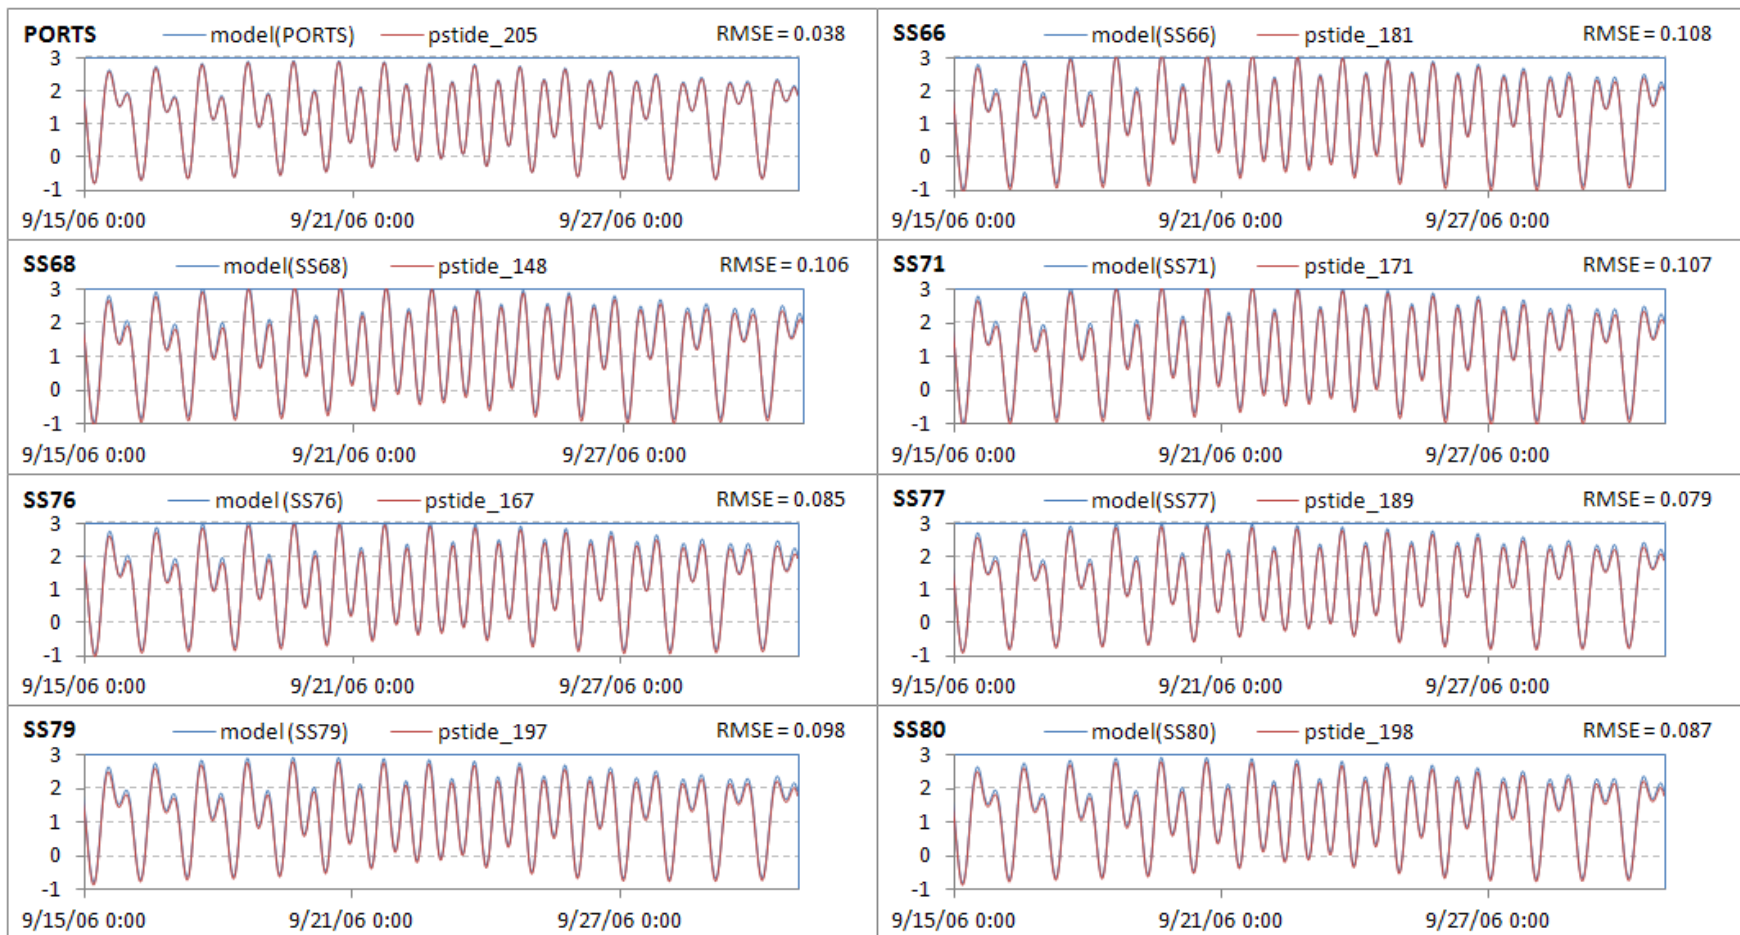 PORTS model(PORTS) pstide_205 RMSE = 0.038
3
2
1
0
-1
9/15/06 0:00 9/21/06 0:00 9/27/06 0:00
SS66 model(SS66) pstide_181 RMSE = 0.108
3
2
1
0
-1
9/15/06 0:00 9/21/06 0:00 9/27/06 0:00
SS68 model(SS68) pstide_148 RMSE = 0.106
3
2
1
0
-1
9/15/06 0:00 9/21/06 0:00 9/27/06 0:00
SS71 model(SS71) pstide_171 RMSE = 0.107
3
2
1
0
-1
9/15/06 0:00 9/21/06 0:00 9/27/06 0:00
SS76 model(SS76) pstide_167 RMSE = 0.085
3
2
1
0
-1
9/15/06 0:00 9/21/06 0:00 9/27/06 0:00
SS77 model(SS77) pstide_189 RMSE = 0.079
3
2
1
0
-1
9/15/06 0:00 9/21/06 0:00 9/27/06 0:00
SS79 model(SS79) pstide_197 RMSE = 0.098
3
2
1
0
-1
9/15/06 0:00 9/21/06 0:00 9/27/06 0:00
SS80 model(SS80) pstide_198 RMSE = 0.087
3
2
1
0
-1
9/15/06 0:00 9/21/06 0:00 9/27/06 0:00